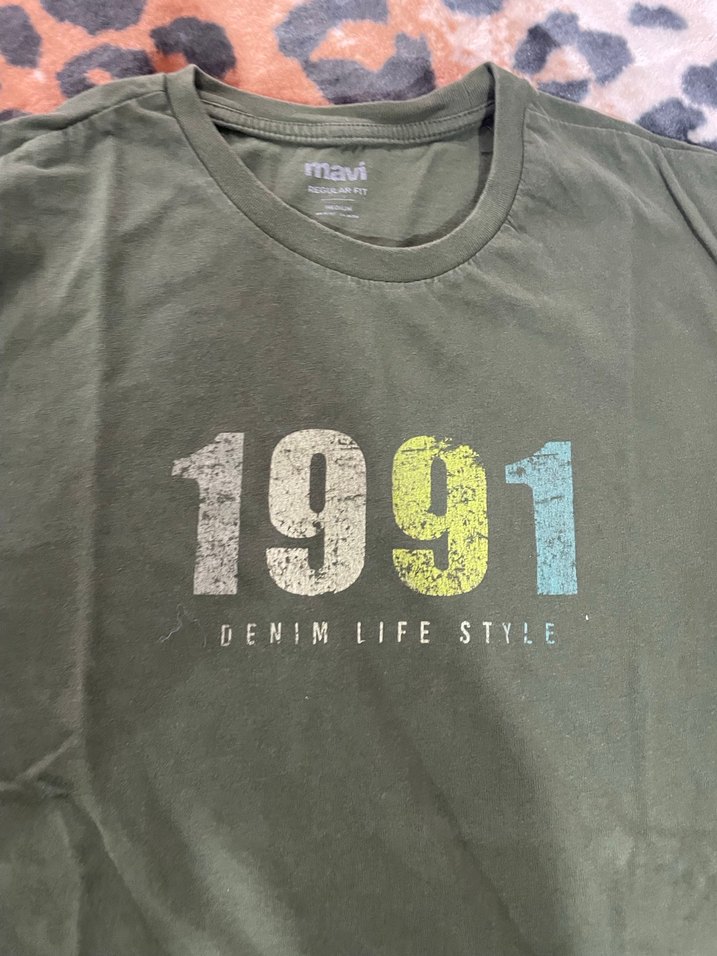 mavi
REGULAR FIT
MEDIUM
1991
DENIM LIFE STYLE